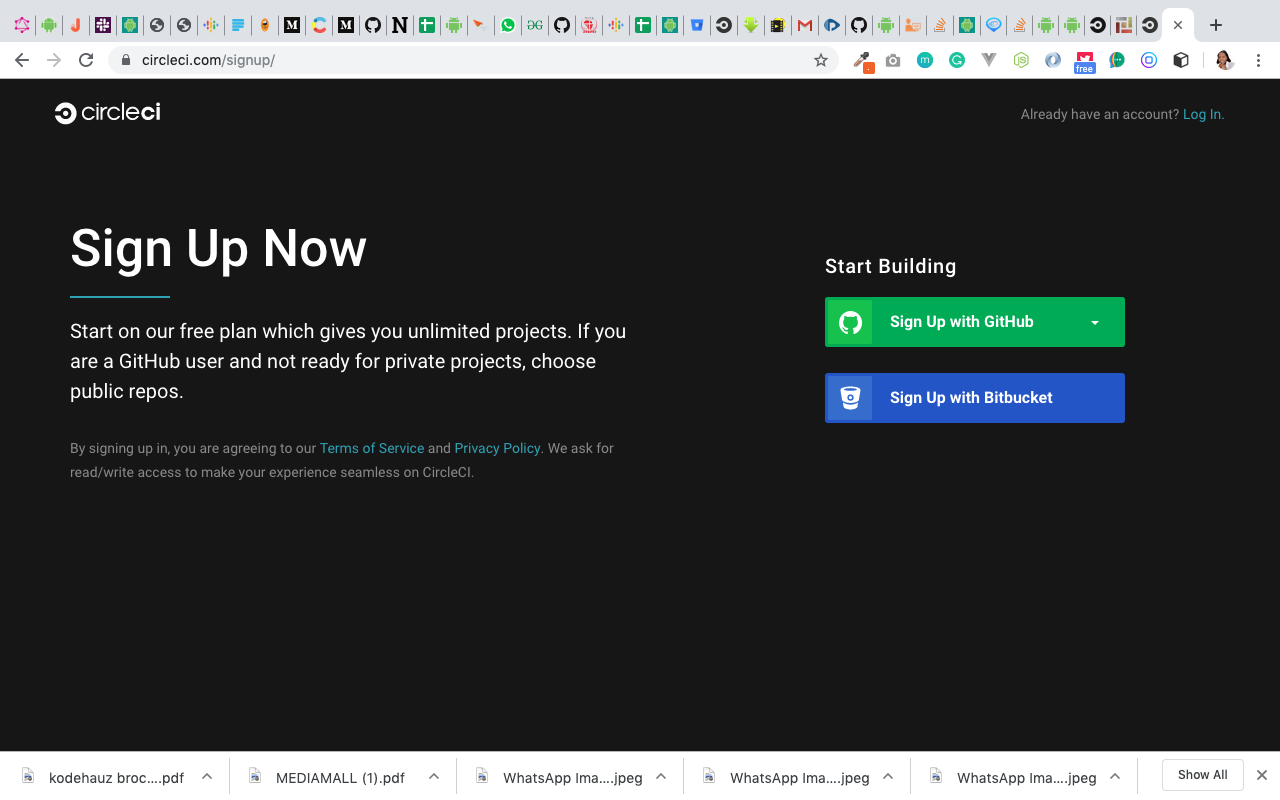 circleci.com/signup/
free
circleci
Already have an account? Log In.
Sign Up Now
Start on our free plan which gives you unlimited projects. If you
are a GitHub user and not ready for private projects, choose
public repos.
By signing up in, you are agreeing to our Terms of Service and Privacy Policy. We ask for
read/write access to make your experience seamless on CircleCI.
Start Building
Sign Up with GitHub
Sign Up with Bitbucket
kodehauz broc....pdf
MEDIAMALL (1).pdf
WhatsApp Ima....jpeg
WhatsApp Ima....jpeg
WhatsApp Ima....jpeg
Show All